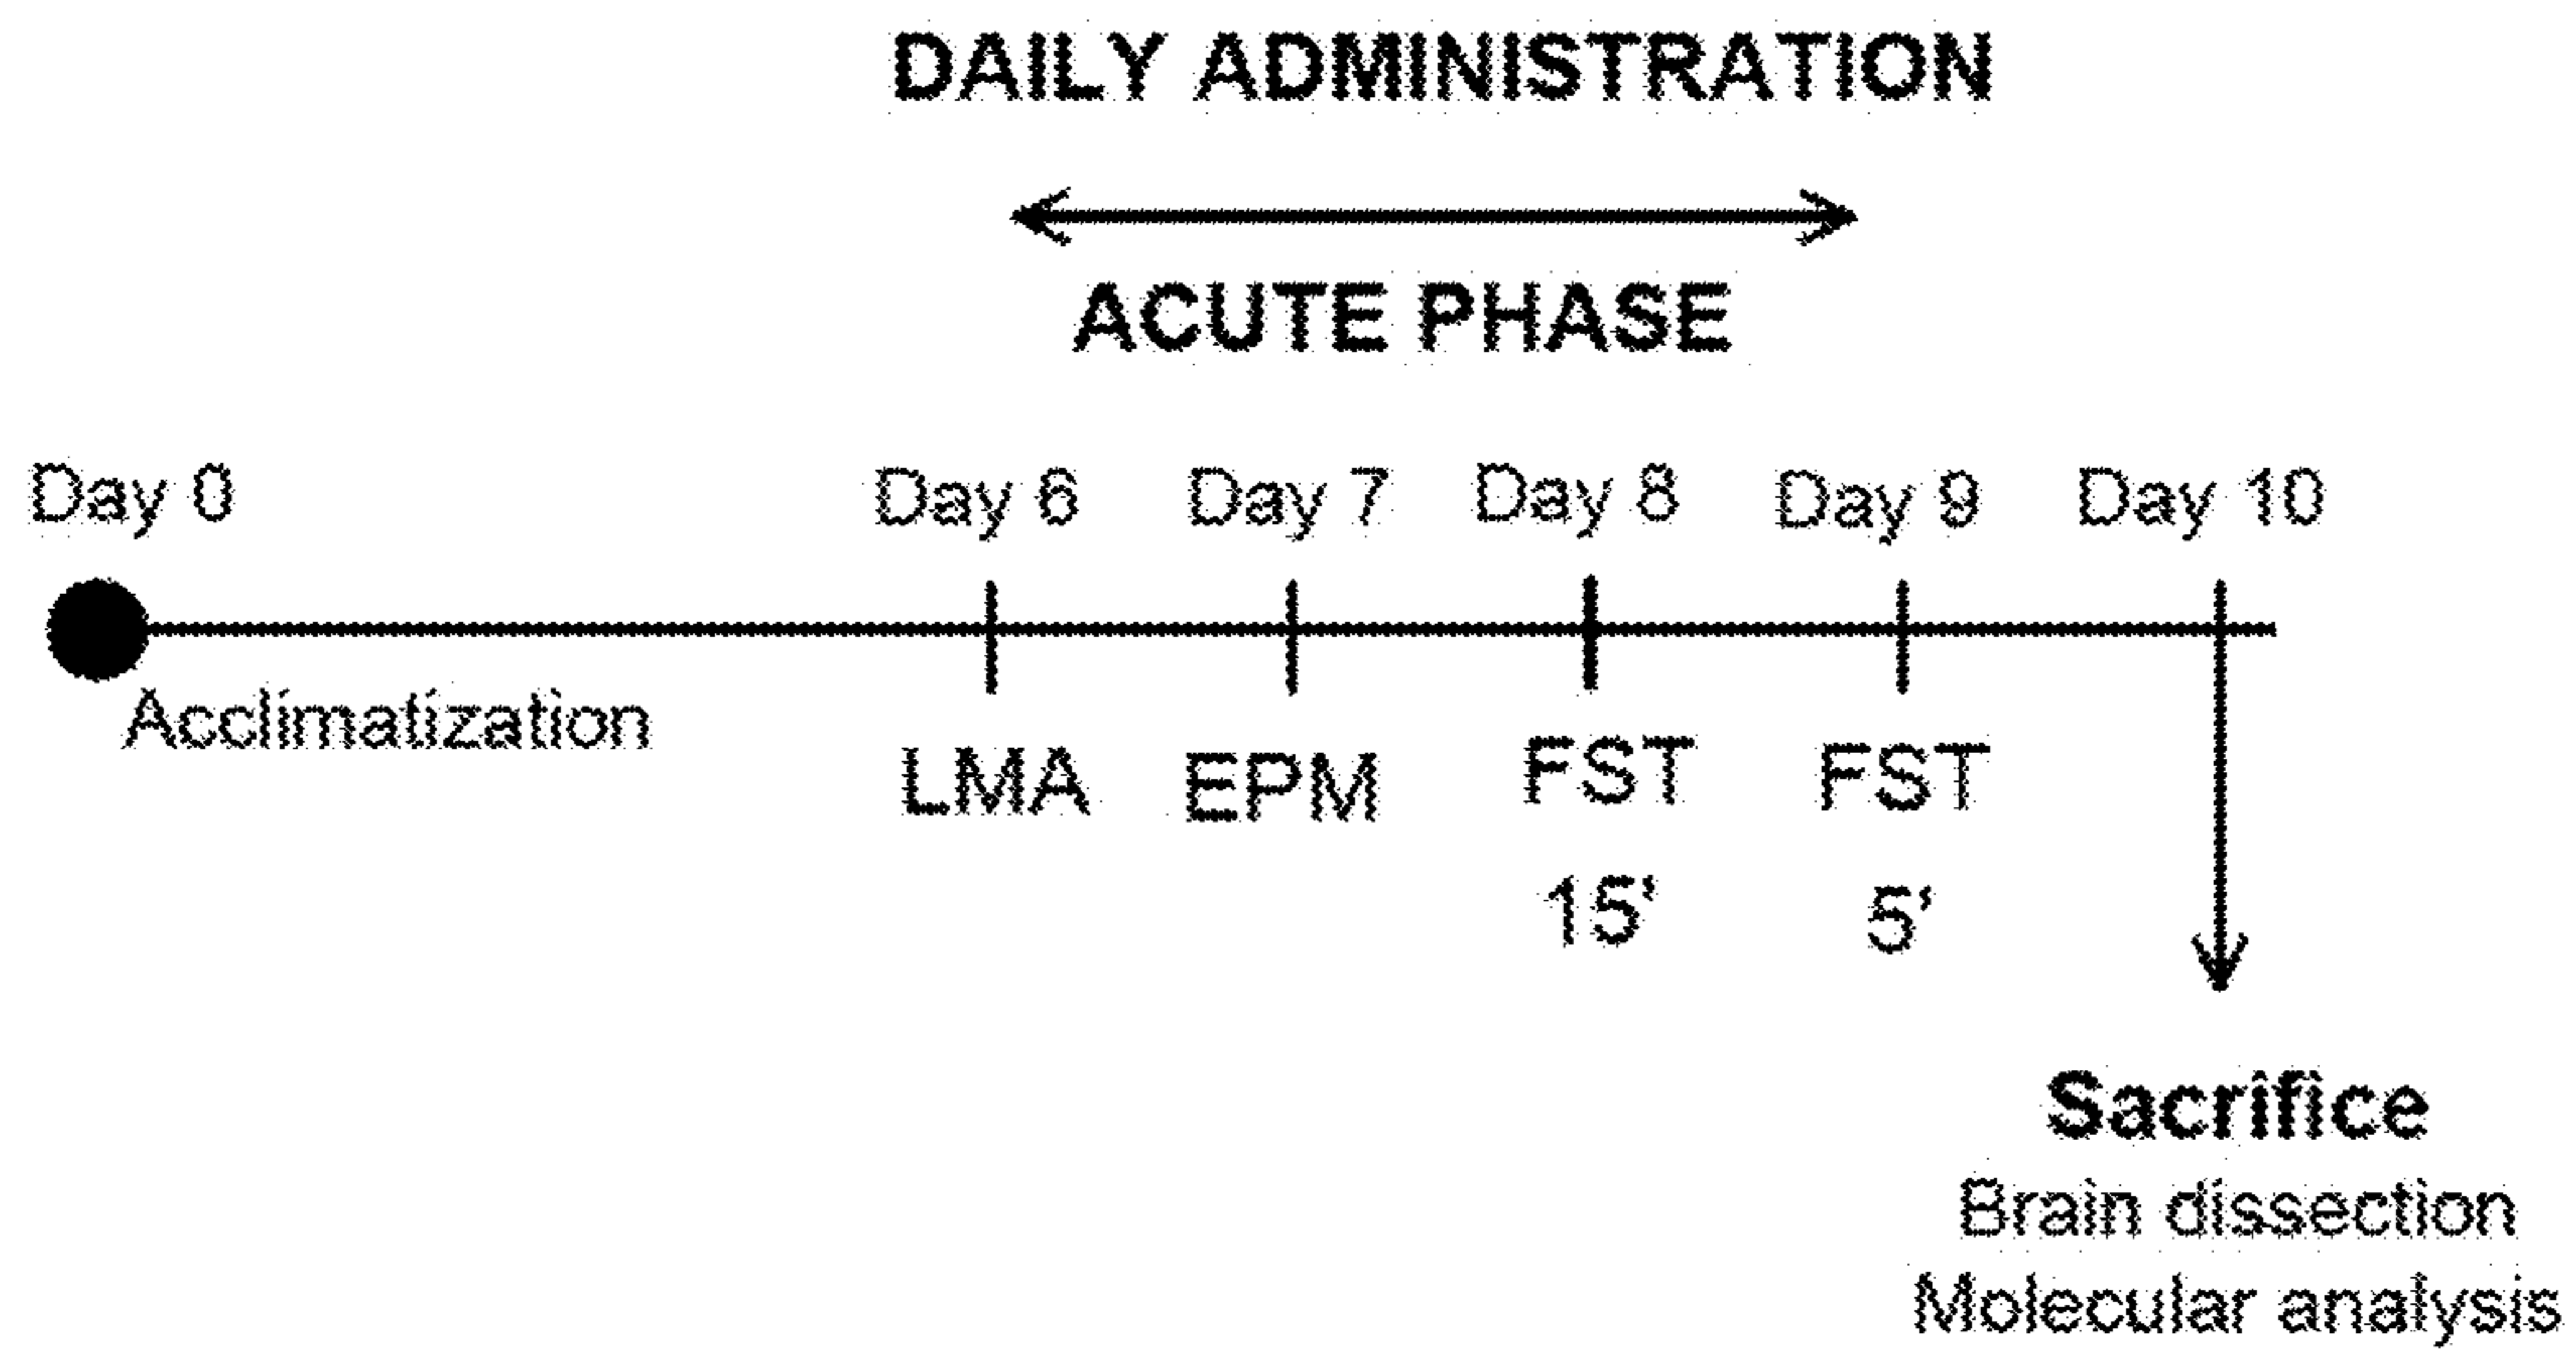 DAILY ADMINISTRATION
ACUTE PHASE
Day 0 Day 6 Day 7 Day 8 Day 9 Day 10
Acclimatization
LMA EPM FST FST
15' 5'
Sacrifice
Brain dissection
Molecular analysis